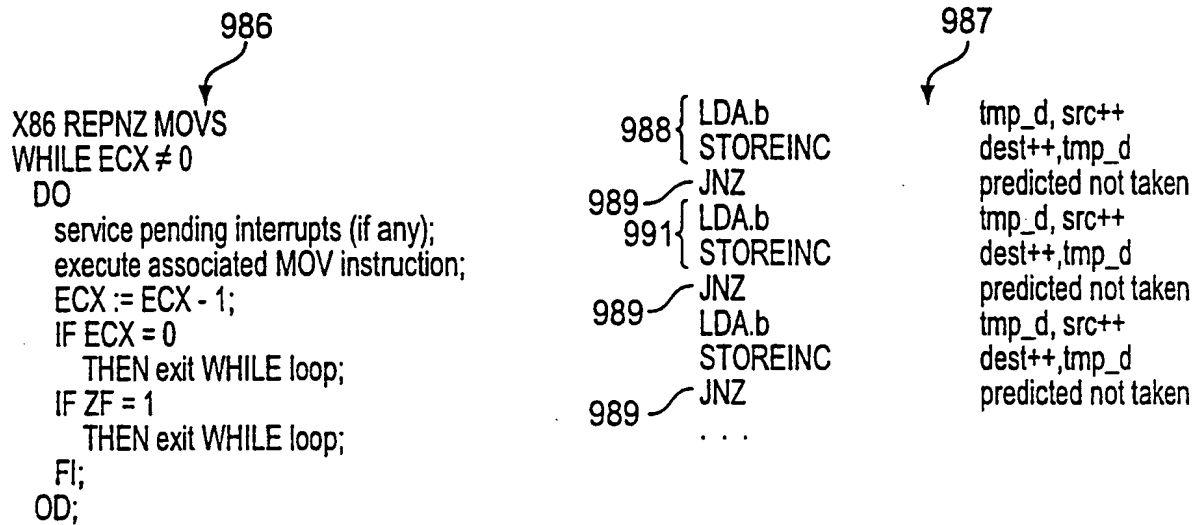 986
X86 REPNZ MOVS
WHILE ECX ≠ 0
DO
service pending interrupts (if any);
execute associated MOV instruction;
ECX := ECX - 1;
IF ECX = 0
THEN exit WHILE loop;
IF ZF = 1
THEN exit WHILE loop;
FI;
OD;
987
988 { LDA.b tmp_d, src++
STOREINC dest++,tmp_d
989 JNZ predicted not taken
991 { LDA.b tmp_d, src++
STOREINC dest++,tmp_d
989 JNZ predicted not taken
LDA.b tmp_d, src++
STOREINC dest++,tmp_d
989 JNZ predicted not taken
. . .